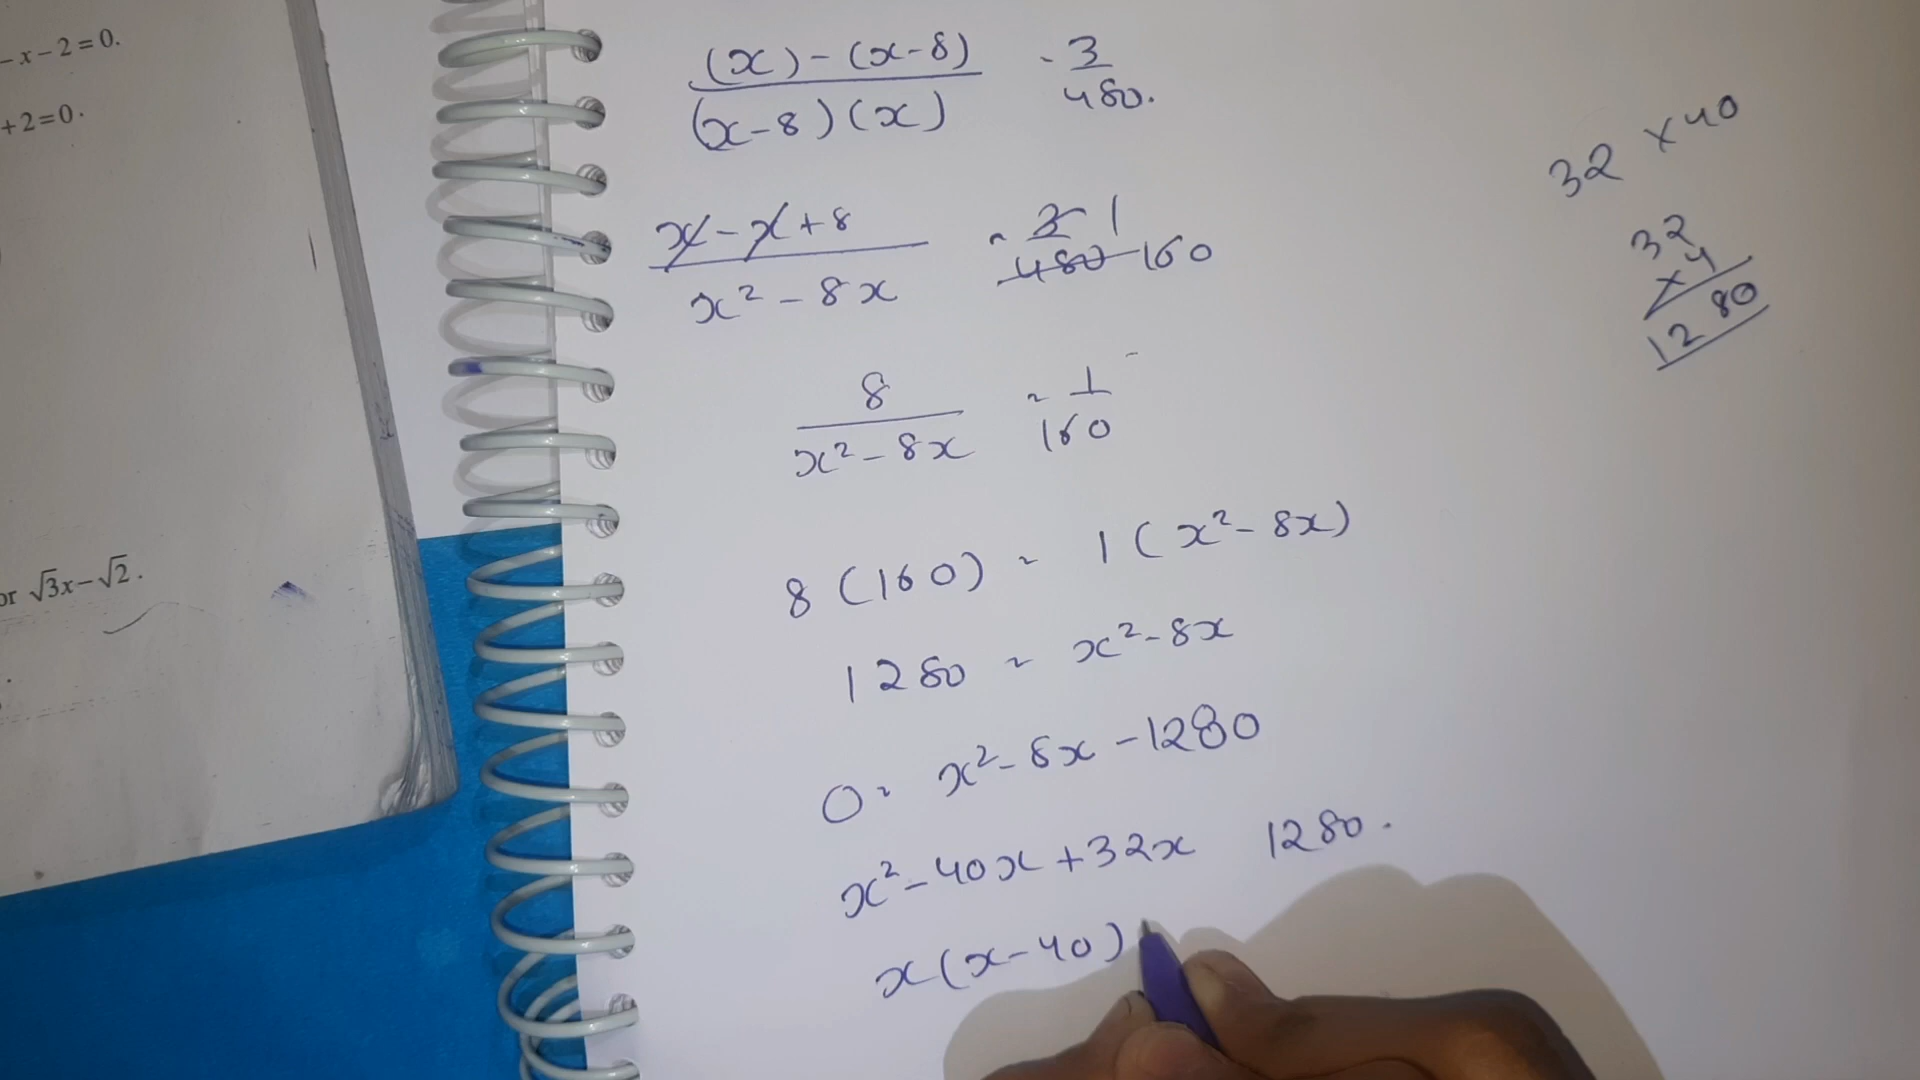 - x - 2 = 0.
+ 2 = 0.
or √3x - √2.
(x) - (x-8) / (x-8)(x) = 3/480.
x - x + 8 / x² - 8x = 3 1 / 480 160
8 / x² - 8x = 1/160
8(160) = 1(x² - 8x)
1280 = x² - 8x
0 = x² - 8x - 1280
x² - 40x + 32x 1280.
x(x - 40)
32 x 40
32
x 4
1280